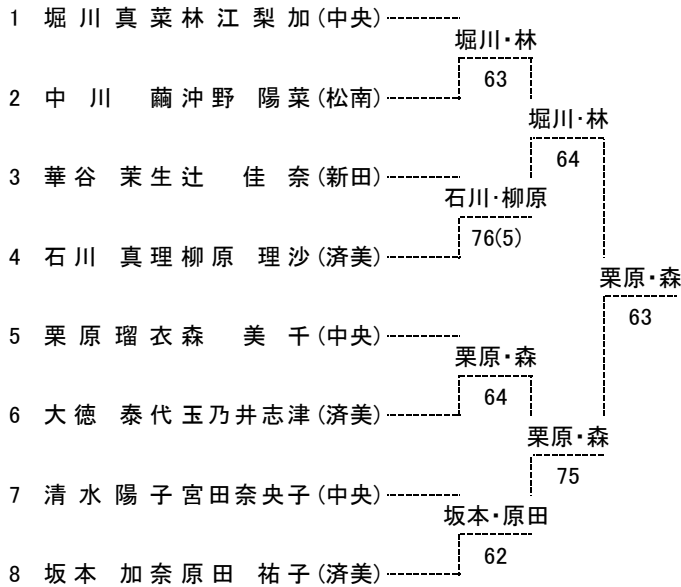 1 堀川真菜林江梨加(中央)
堀川・林
63
2 中川 繭沖野 陽菜(松南)
堀川・林
64
3 華谷 茉生辻 佳奈(新田)
石川・柳原
76(5)
4 石川 真理柳原 理沙(済美)
栗原・森
63
5 栗原瑠衣森 美千(中央)
栗原・森
64
6 大徳 泰代玉乃井志津(済美)
栗原・森
75
7 清水陽子宮田奈央子(中央)
坂本・原田
62
8 坂本 加奈原田 祐子(済美)